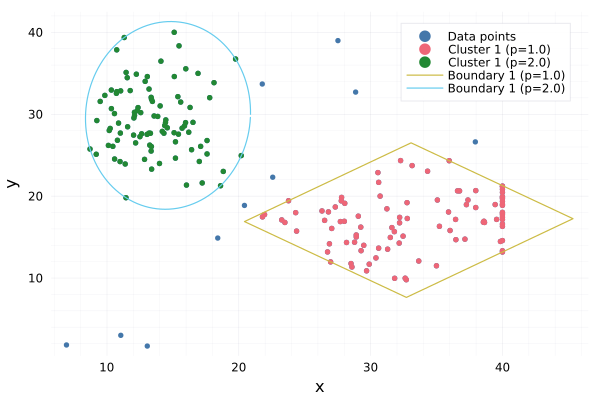 40
30
20
10
y
10
20
30
40
x
Data points
Cluster 1 (p=1.0)
Cluster 1 (p=2.0)
Boundary 1 (p=1.0)
Boundary 1 (p=2.0)